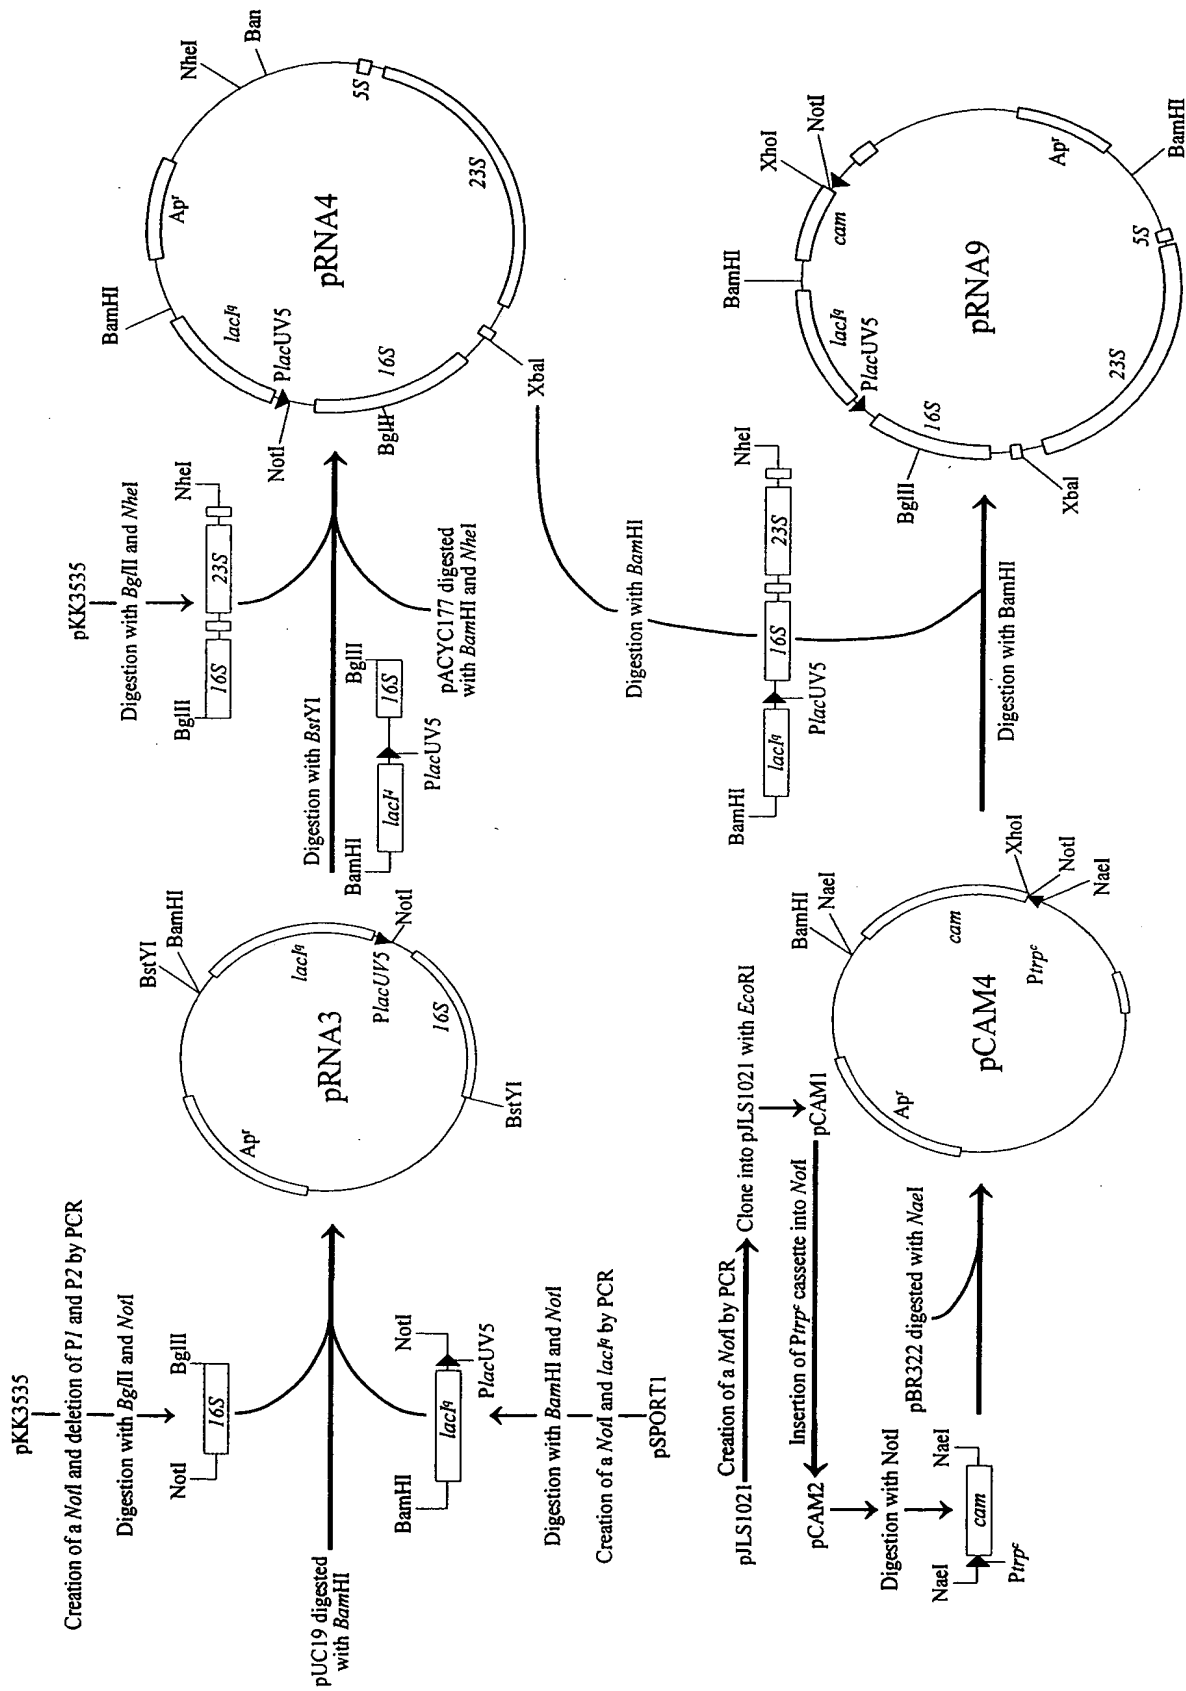 pKK3535
Creation of a NotI and deletion of P1 and P2 by PCR
Digestion with BglII and NotI
NotI
BglII
16S
pUC19 digested
with BamHI
BamHI
lacIq
NotI
PlacUV5
Digestion with BamHI and NotI
Creation of a NotI and lacIq by PCR
pSPORT1
BstYI
BamHI
Apr
pRNA3
lacIq
PlacUV5
NotI
16S
BstYI
pKK3535
Digestion with BglII and NheI
BglII
NheI
16S
23S
Digestion with BstYI
BamHI
BglII
lacIq
16S
PlacUV5
pACYC177 digested
with BamHI and NheI
NheI
Ban
Apr
BamHI
5S
pRNA4
lacIq
PlacUV5
23S
NotI
16S
BglII
XbaI
Digestion with BamHI
BamHI
NheI
lacIq
16S
23S
PlacUV5
Digestion with BamHI
pJLS1021
Creation of a NotI by PCR
Clone into pJLS1021 with EcoRI
pCAM1
Insertion of Ptrpc cassette into NotI
pCAM2
Digestion with NotI
NaeI
NaeI
cam
Ptrpc
pBR322 digested with NaeI
BamHI
NaeI
Apr
cam
pCAM4
XhoI
NotI
NaeI
Ptrpc
XhoI
NotI
BamHI
cam
lacIq
PlacUV5
pRNA9
Apr
16S
BglII
BamHI
5S
XbaI
23S